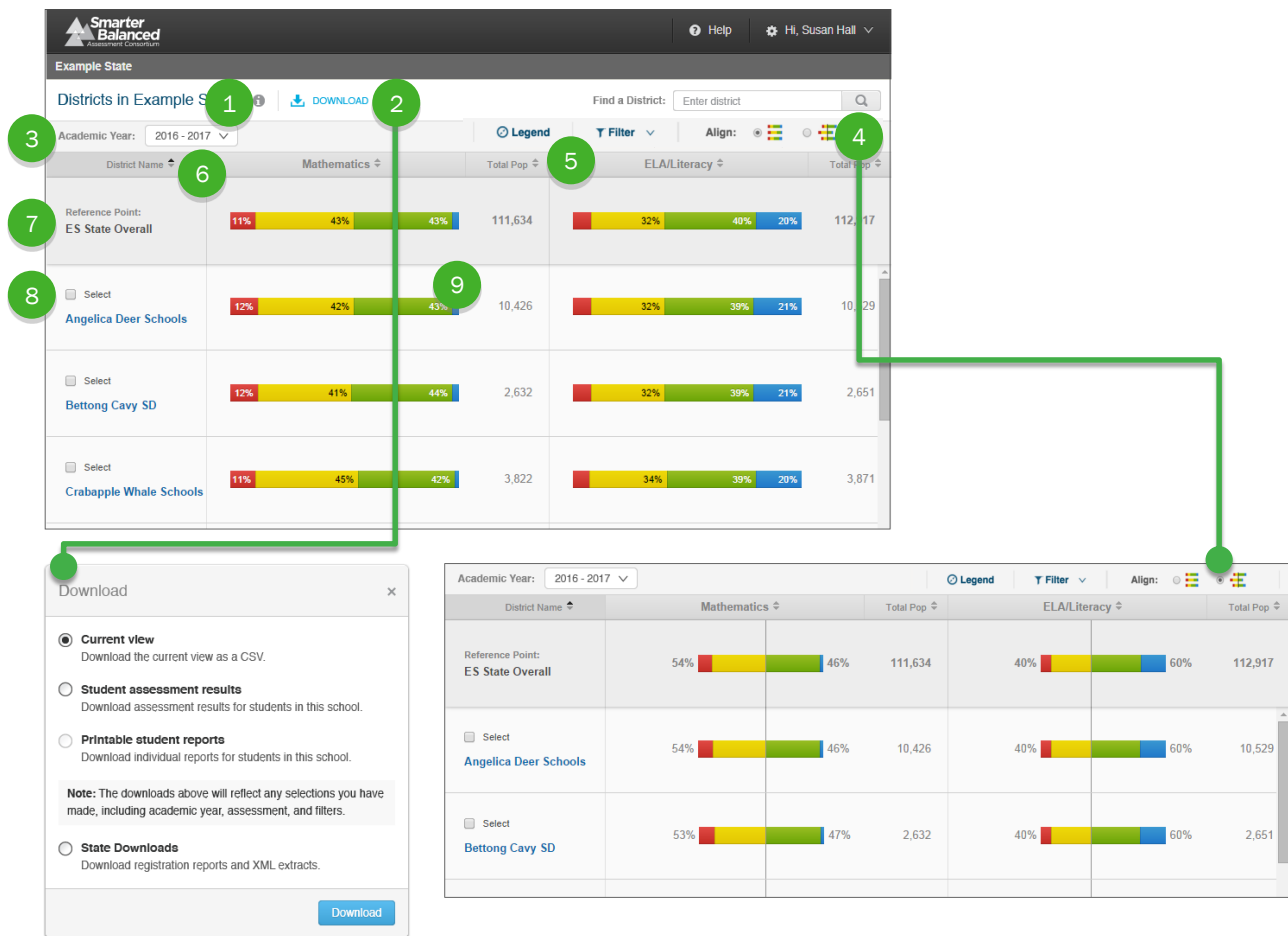 Smarter
Balanced
Assessment Consortium
Help
Hi, Susan Hall
Example State
Districts in Example S
1
DOWNLOAD
2
Find a District:
Enter district
3
Academic Year:
2016 - 2017
Legend
Filter
Align:
4
District Name
6
Mathematics
Total Pop
5
ELA/Literacy
Total Pop
7
Reference Point:
ES State Overall
11% 43% 43%
111,634
32% 40% 20%
112,917
8
Select
Angelica Deer Schools
12% 42% 43%
9
10,426
32% 39% 21%
10,529
Select
Bettong Cavy SD
12% 41% 44%
2,632
32% 39% 21%
2,651
Select
Crabapple Whale Schools
11% 45% 42%
3,822
34% 39% 20%
3,871
Download
×
Current view
Download the current view as a CSV.
Student assessment results
Download assessment results for students in this school.
Printable student reports
Download individual reports for students in this school.
Note: The downloads above will reflect any selections you have
made, including academic year, assessment, and filters.
State Downloads
Download registration reports and XML extracts.
Download
Academic Year:
2016 - 2017
Legend
Filter
Align:
District Name
Mathematics
Total Pop
ELA/Literacy
Total Pop
Reference Point:
ES State Overall
54% 46%
111,634
40% 60%
112,917
Select
Angelica Deer Schools
54% 46%
10,426
40% 60%
10,529
Select
Bettong Cavy SD
53% 47%
2,632
40% 60%
2,651